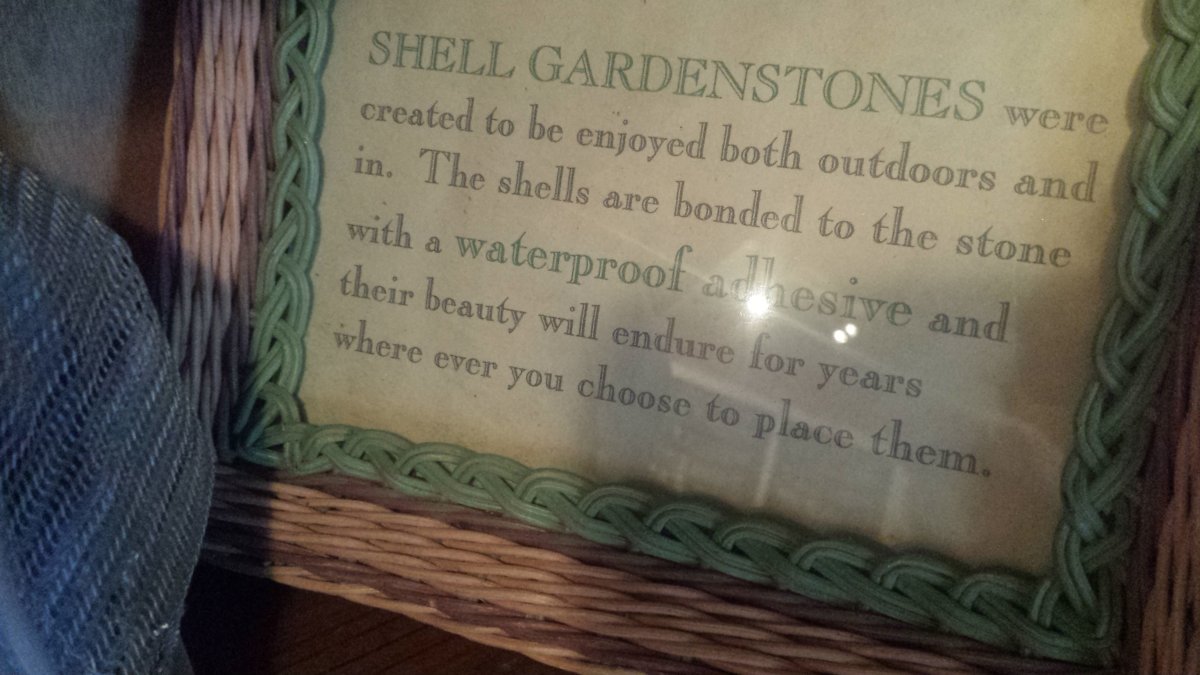 SHELL GARDENSTONES were
created to be enjoyed both outdoors and
in. The shells are bonded to the stone
with a waterproof adhesive and
their beauty will endure for years
where ever you choose to place them.